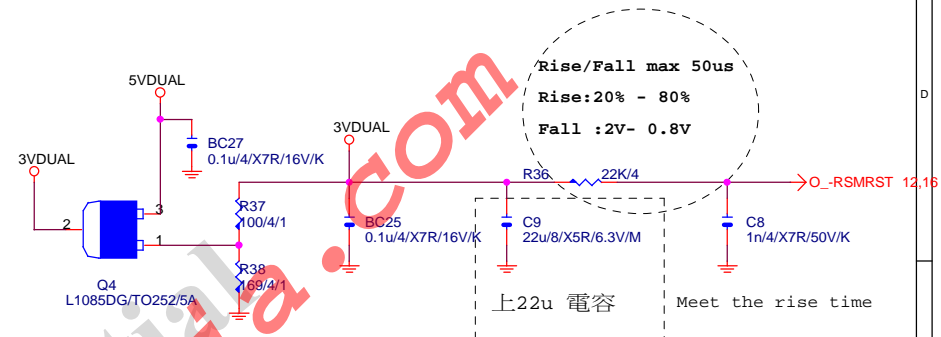 Rise/Fall max 50us
Rise:20% - 80%
Fall :2V- 0.8V
D
5VDUAL
BC27
0.1u/4/X7R/16V/K
3VDUAL
3VDUAL
R36
22K/4
O_-RSMRST 12,16
3
2
1
R37
100/4/1
BC25
0.1u/4/X7R/16V/K
C9
22u/8/X5R/6.3V/M
C8
1n/4/X7R/50V/K
R38
169/4/1
Q4
L1085DG/TO252/5A
上22u 電容
Meet the rise time
tial
a.com